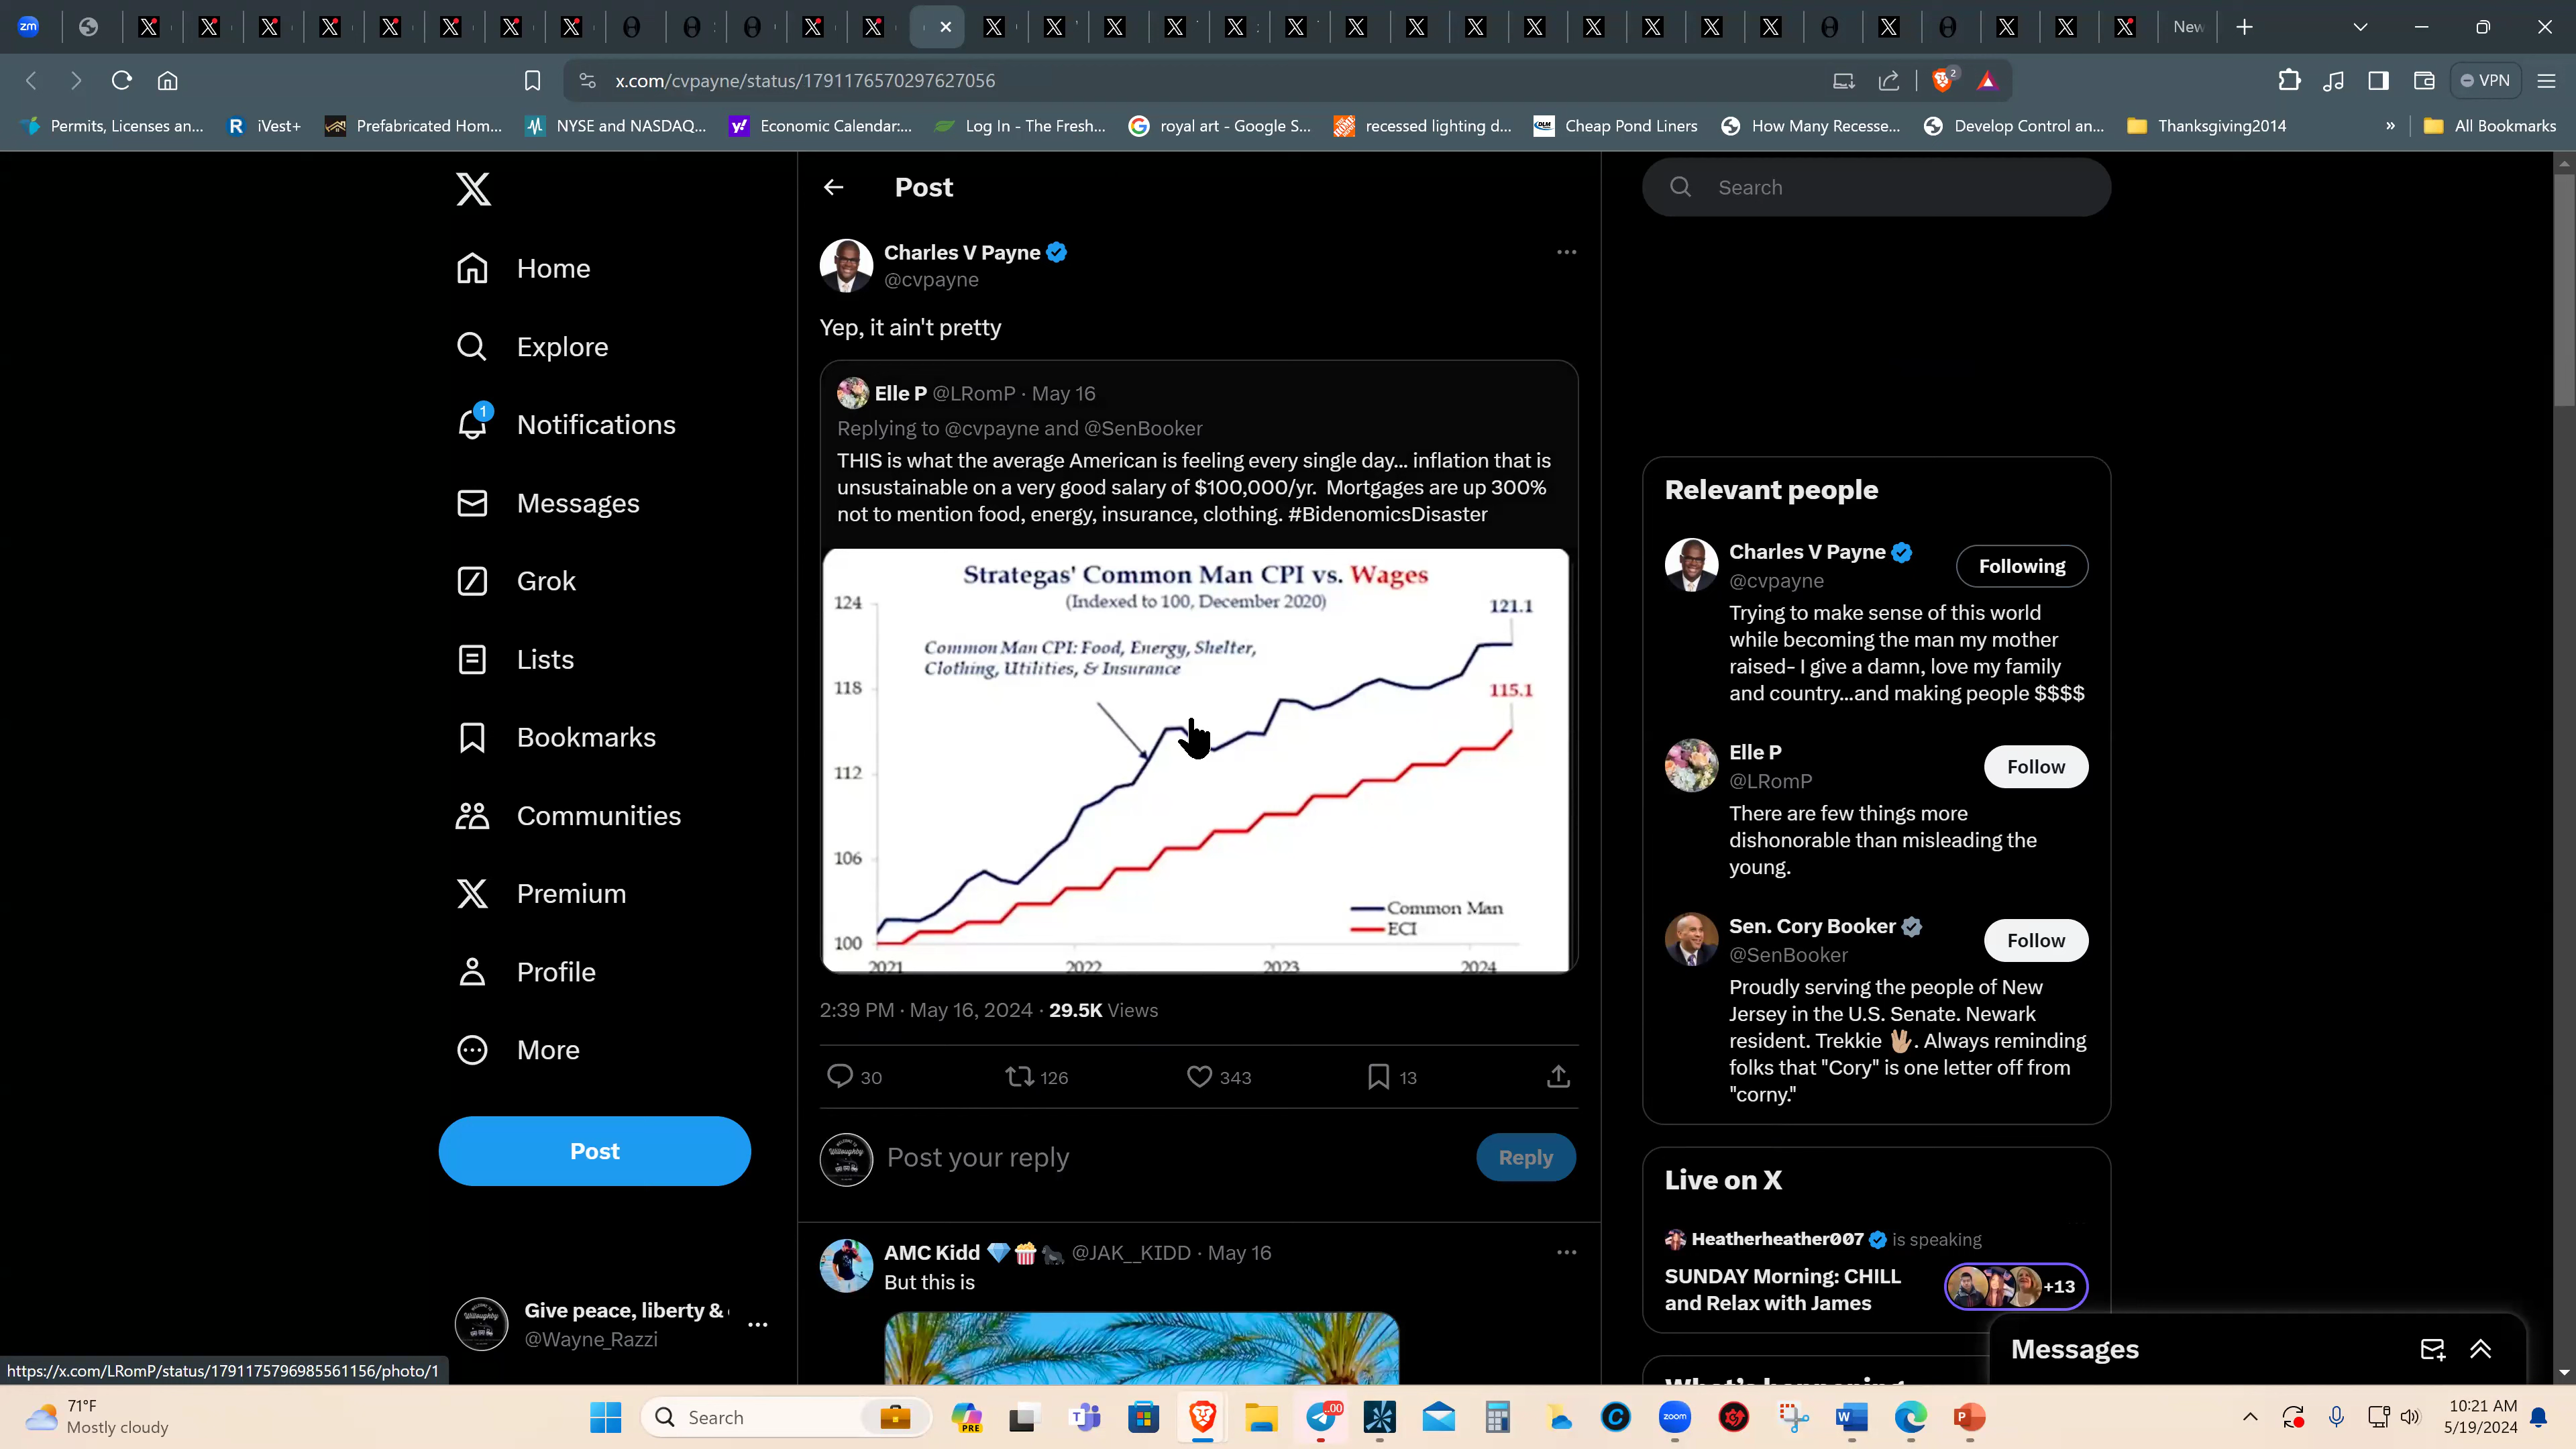 zm
New
x.com/cvpayne/status/1791176570297627056
2
VPN
Permits, Licenses an...
R iVest+
Prefabricated Hom...
NYSE and NASDAQ...
Economic Calendar:...
Log In - The Fresh...
royal art - Google S...
recessed lighting d...
Cheap Pond Liners
How Many Recesse...
Develop Control an...
Thanksgiving2014
»
All Bookmarks
Home
Explore
1
Notifications
Messages
Grok
Lists
Bookmarks
Communities
Premium
Profile
More
Post
Give peace, liberty &
@Wayne_Razzi
Post
Charles V Payne
@cvpayne
Yep, it ain't pretty
Elle P @LRomP · May 16
Replying to @cvpayne and @SenBooker
THIS is what the average American is feeling every single day... inflation that is
unsustainable on a very good salary of $100,000/yr. Mortgages are up 300%
not to mention food, energy, insurance, clothing. #BidenomicsDisaster
Strategas' Common Man CPI vs. Wages
(Indexed to 100, December 2020)
Common Man CPI: Food, Energy, Shelter,
Clothing, Utilities, & Insurance
124
118
112
106
100
121.1
115.1
Common Man
ECI
2021
2022
2023
2024
2:39 PM · May 16, 2024 · 29.5K Views
30
126
343
13
Post your reply
Reply
AMC Kidd @JAK__KIDD · May 16
But this is
Search
Relevant people
Charles V Payne
@cvpayne
Following
Trying to make sense of this world
while becoming the man my mother
raised- I give a damn, love my family
and country...and making people $$$$
Elle P
@LRomP
Follow
There are few things more
dishonorable than misleading the
young.
Sen. Cory Booker
@SenBooker
Follow
Proudly serving the people of New
Jersey in the U.S. Senate. Newark
resident. Trekkie 🖖🏼. Always reminding
folks that "Cory" is one letter off from
"corny."
Live on X
Heatherheather007 is speaking
SUNDAY Morning: CHILL
and Relax with James
+13
What's happening
Messages
https://x.com/LRomP/status/1791175796985561156/photo/1
71°F
Mostly cloudy
Search
PRE
.00
zoom
10:21 AM
5/19/2024